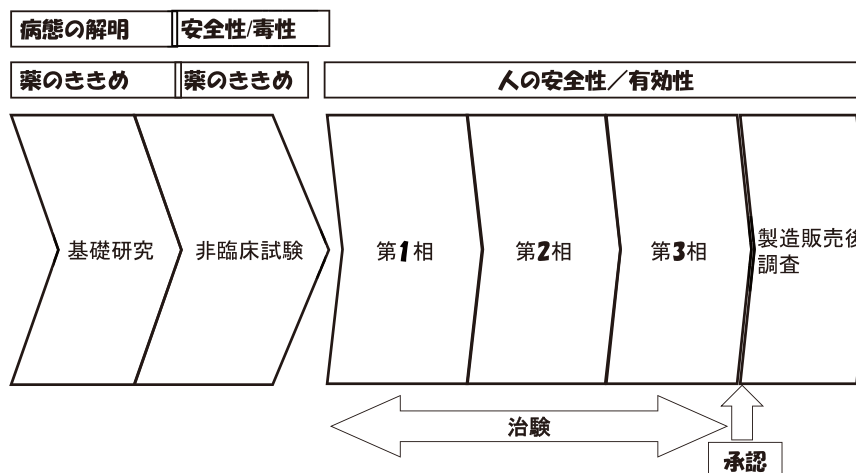 病態の解明 安全性/毒性
薬のききめ 薬のききめ 人の安全性/有効性
基礎研究 非臨床試験 第1相 第2相 第3相 製造販売後
調査
治験
承認